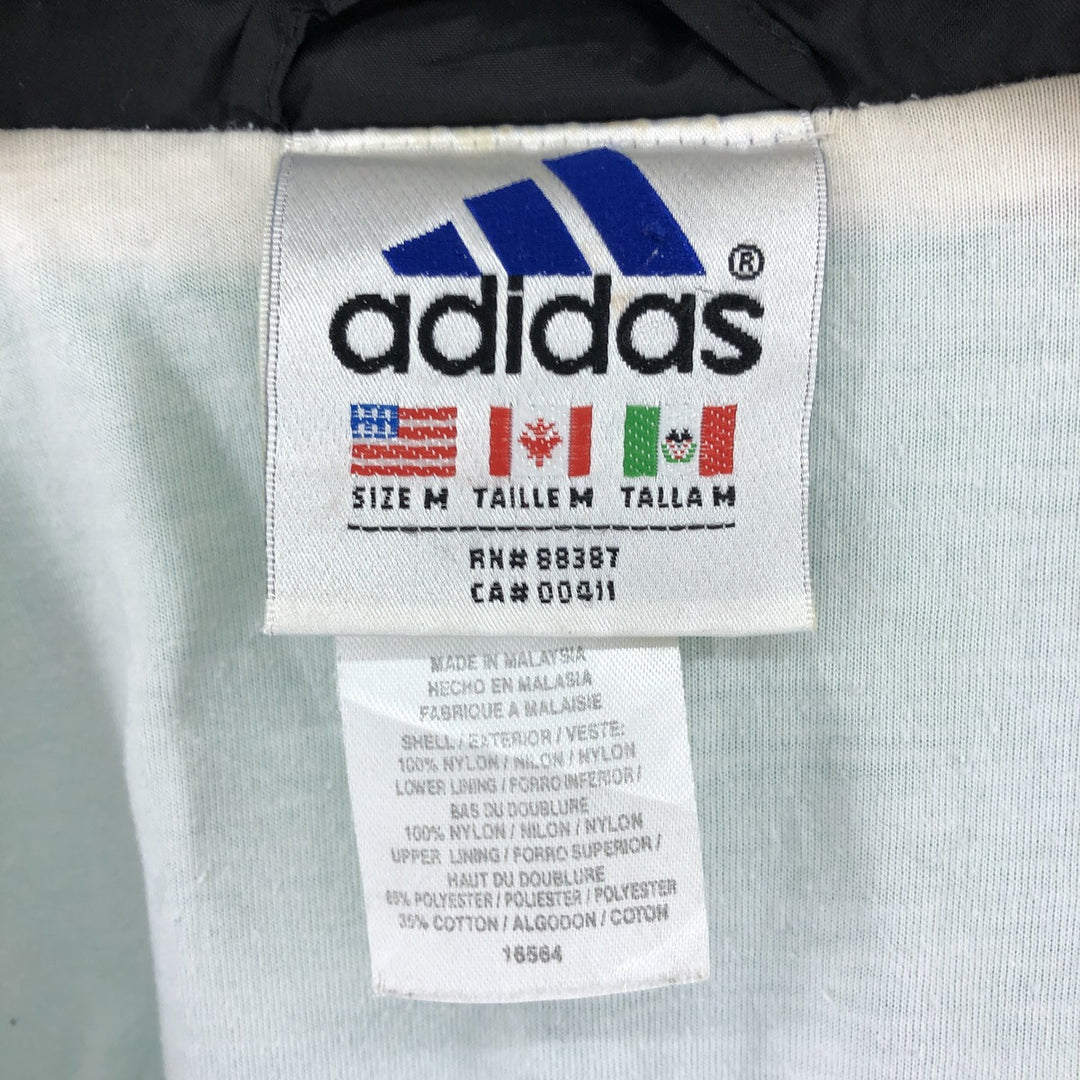 adidas®
SIZE M TAILLE M TALLA M
RN# 88387
CA# 00411
MADE IN MALAYSIA
HECHO EN MALASIA
FABRIQUE A MALAISIE
SHELL / EXTERIOR / VESTE:
100% NYLON / NILON / NYLON
LOWER LINING / FORRO INFERIOR /
BAS DU DOUBLURE
100% NYLON / NILON / NYLON
UPPER LINING / FORRO SUPERIOR /
HAUT DU DOUBLURE
65% POLYESTER / POLIESTER / POLYESTER
35% COTTON / ALGODON / COTON
16564